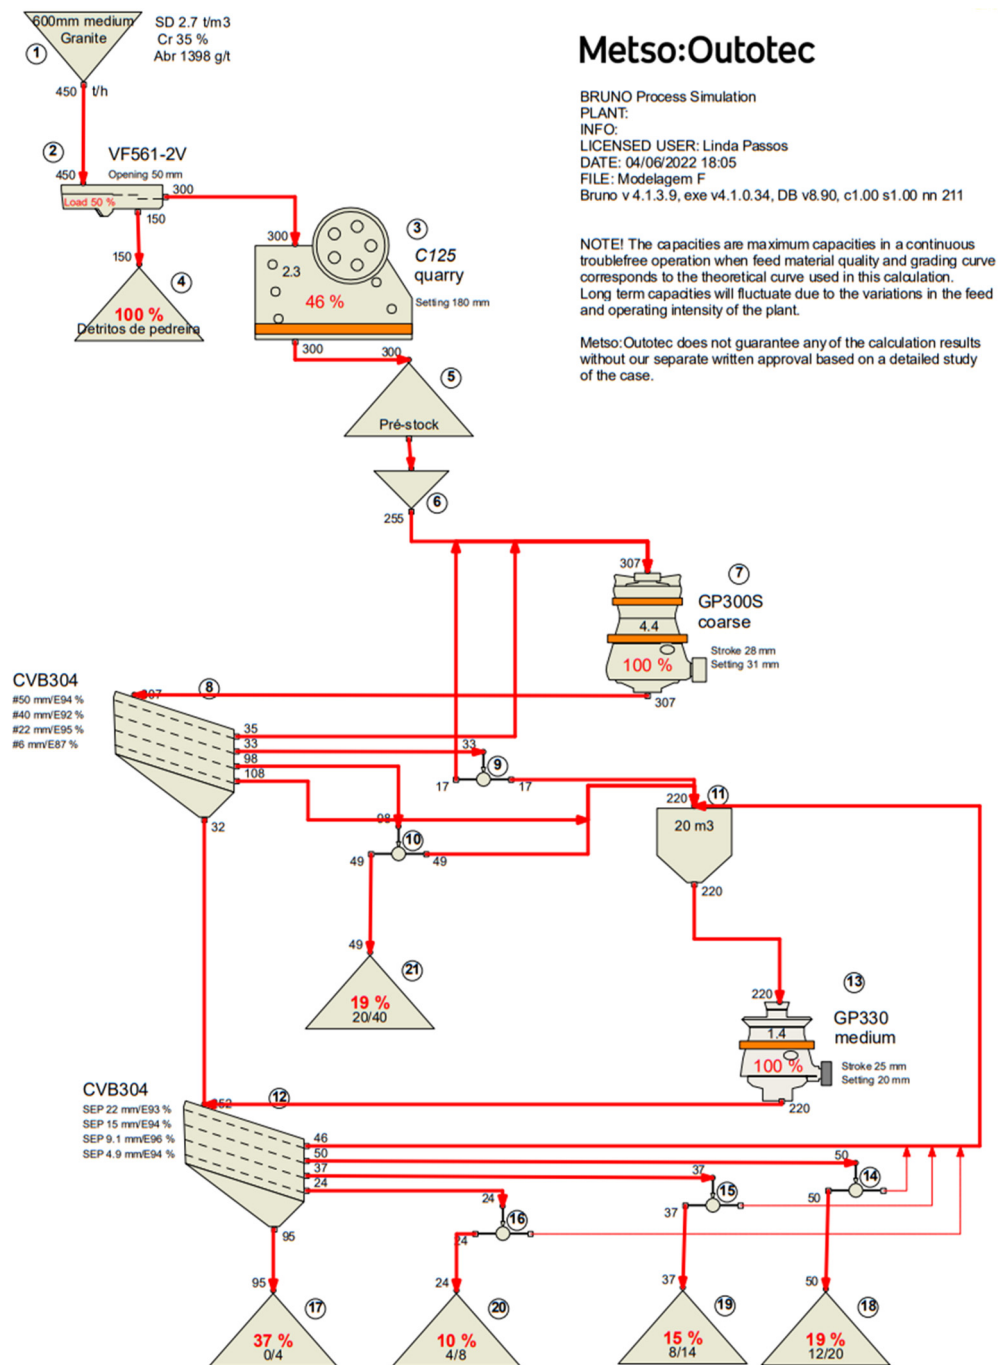 600mm medium
Granite
SD 2.7 t/m3
Cr 35 %
Abr 1398 g/t
1
450 t/h
Metso:Outotec
BRUNO Process Simulation
PLANT:
INFO:
LICENSED USER: Linda Passos
DATE: 04/06/2022 18:05
FILE: Modelagem F
Bruno v 4.1.3.9, exe v4.1.0.34, DB v8.90, c1.00 s1.00 nn 211
NOTE! The capacities are maximum capacities in a continuous
troublefree operation when feed material quality and grading curve
corresponds to the theoretical curve used in this calculation.
Long term capacities will fluctuate due to the variations in the feed
and operating intensity of the plant.
Metso:Outotec does not guarantee any of the calculation results
without our separate written approval based on a detailed study
of the case.
2
VF561-2V
Opening 50 mm
450
Load 50 %
300
150
150
4
100 %
Detritos de pedreira
300
3
C125
quarry
Setting 180 mm
2.3
46 %
300
300
5
Pré-stock
6
255
307
7
GP300S
coarse
Stroke 28 mm
Setting 31 mm
4.4
100 %
307
CVB304
#50 mm/E94 %
#40 mm/E92 %
#22 mm/E95 %
#6 mm/E87 %
8
35
33
98
108
32
33
9
17
17
98
10
49
49
220
11
20 m3
220
49
21
19 %
20/40
220
13
GP330
medium
Stroke 25 mm
Setting 20 mm
1.4
100 %
220
CVB304
SEP 22 mm/E93 %
SEP 15 mm/E94 %
SEP 9.1 mm/E96 %
SEP 4.9 mm/E94 %
12
46
50
37
24
95
50
14
50
37
15
37
24
16
24
95
17
37 %
0/4
24
20
10 %
4/8
37
19
15 %
8/14
50
18
19 %
12/20